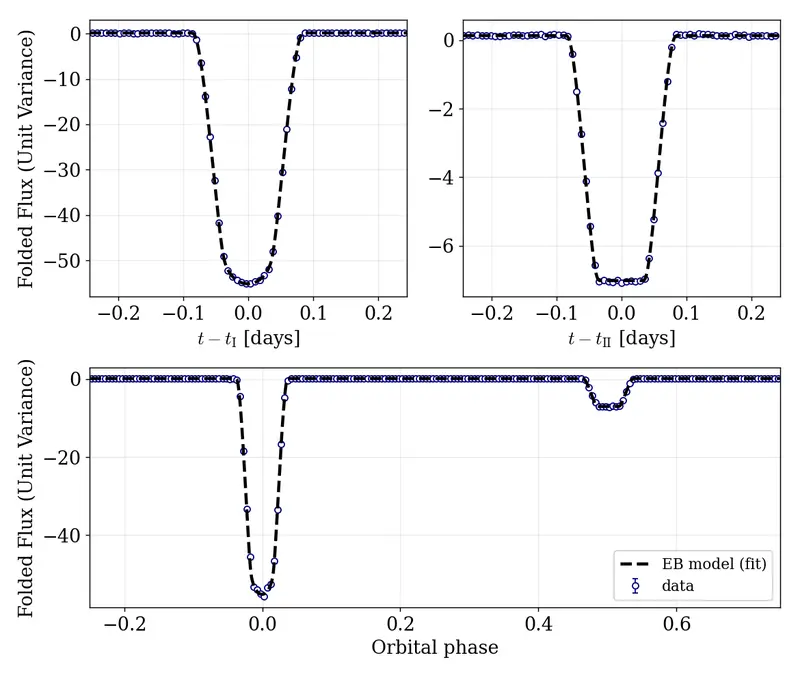 Folded Flux (Unit Variance)
0
−10
−20
−30
−40
−50
−0.2 −0.1 0.0 0.1 0.2
t − tI [days]
0
−2
−4
−6
−0.2 −0.1 0.0 0.1 0.2
t − tII [days]
Folded Flux (Unit Variance)
0
−20
−40
−0.2 0.0 0.2 0.4 0.6
Orbital phase
EB model (fit)
data